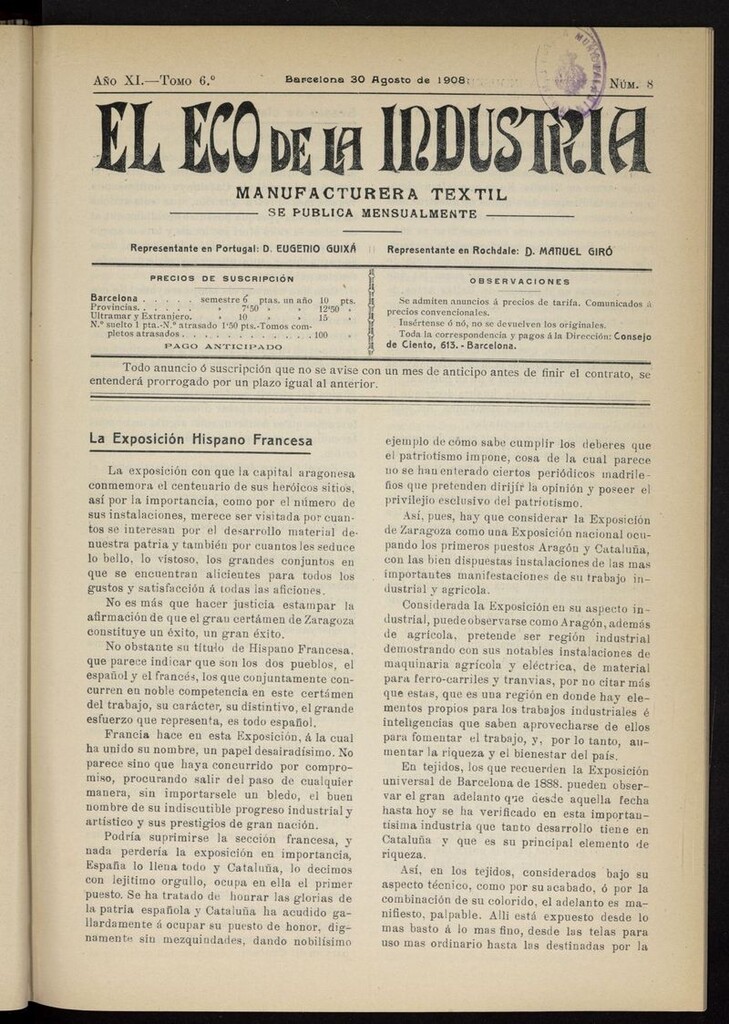 Año XI.—Tomo 6.º
Barcelona 30 Agosto de 1908
Núm. 8
EL ECO DE LA INDUSTRIA
MANUFACTURERA TEXTIL
SE PUBLICA MENSUALMENTE
Representante en Portugal: D. EUGENIO GUIXÁ
Representante en Rochdale: D. MANUEL GIRÓ
PRECIOS DE SUSCRIPCIÓN
Barcelona . . . . . semestre 6 ptas. un año 10 pts.
Provincias. . . . . . » 7'50 » » 12'50 »
Ultramar y Extranjero. » 10 » » 15 »
N.º suelto 1 pta.-N.º atrasado 1'50 pts.-Tomos com-
pletos atrasados . . . . . . . . . . . 100 »
PAGO ANTICIPADO
OBSERVACIONES
Se admiten anuncios á precios de tarifa. Comunicados á
precios convencionales.
Insértense ó nó, no se devuelven los originales.
Toda la correspondencia y pagos á la Dirección: Consejo
de Ciento, 613. - Barcelona.
Todo anuncio ó suscripción que no se avise con un mes de anticipo antes de finir el contrato, se
entenderá prorrogado por un plazo igual al anterior.
La Exposición Hispano Francesa
La exposición con que la capital aragonesa
conmemora el centenario de sus heróicos sitios,
así por la importancia, como por el número de
sus instalaciones, merece ser visitada por cuan-
tos se interesan por el desarrollo material de
nuestra patria y también por cuantos les seduce
lo bello, lo vistoso, los grandes conjuntos en
que se encuentran alicientes para todos los
gustos y satisfacción á todas las aficiones.
No es más que hacer justicia estampar la
afirmación de que el gran certámen de Zaragoza
constituye un éxito, un gran éxito.
No obstante su título de Hispano Francesa,
que parece indicar que son los dos pueblos, el
español y el francés, los que conjuntamente con-
curren en noble competencia en este certámen
del trabajo, su carácter, su distintivo, el grande
esfuerzo que representa, es todo español.
Francia hace en esta Exposición, á la cual
ha unido su nombre, un papel desairadísimo. No
parece sino que haya concurrido por compro-
miso, procurando salir del paso de cualquier
manera, sin importarsele un bledo, el buen
nombre de su indiscutible progreso industrial y
artístico y sus prestigios de gran nación.
Podría suprimirse la sección francesa, y
nada perdería la exposición en importancia,
España lo llena todo y Cataluña, lo decimos
con lejítimo orgullo, ocupa en ella el primer
puesto. Se ha tratado de honrar las glorias de
la patria española y Cataluña ha acudido ga-
llardamente á ocupar su puesto de honor, dig-
namente sin mezquindades, dando nobilísimo
ejemplo de cómo sabe cumplir los deberes que
el patriotísmo impone, cosa de la cual parece
no se han enterado ciertos periódicos madrile-
ños que pretenden dirijír la opinión y poseer el
privilejio esclusivo del patriotísmo.
Así, pues, hay que considerar la Exposición
de Zaragoza como una Exposición nacional ocu-
pando los primeros puestos Aragón y Cataluña,
con las bien dispuestas instalaciones de las mas
importantes manifestaciones de su trabajo in-
dustrial y agrícola.
Considerada la Exposición en su aspecto in-
dustrial, puede observarse como Aragón, además
de agrícola, pretende ser región industrial
demostrando con sus notables instalaciones de
maquinaria agrícola y eléctrica, de material
para ferro-carriles y tranvias, por no citar más
que estas, que es una región en donde hay ele-
mentos propios para los trabajos industriales é
inteligencias que saben aprovecharse de ellos
para fomentar el trabajo, y, por lo tanto, au-
mentar la riqueza y el bienestar del país.
En tejidos, los que recuerden la Exposición
universal de Barcelona de 1888. pueden obser-
var el gran adelanto que desde aquella fecha
hasta hoy se ha verificado en esta importan-
tísima industria que tanto desarrollo tiene en
Cataluña y que es su principal elemento de
riqueza.
Así, en los tejidos, considerados bajo su
aspecto técnico, como por su acabado, ó por la
combinación de su colorido, el adelanto es ma-
nifiesto, palpable. Allí está expuesto desde lo
mas basto á lo mas fino, desde las telas para
uso mas ordinario hasta las destinadas por la